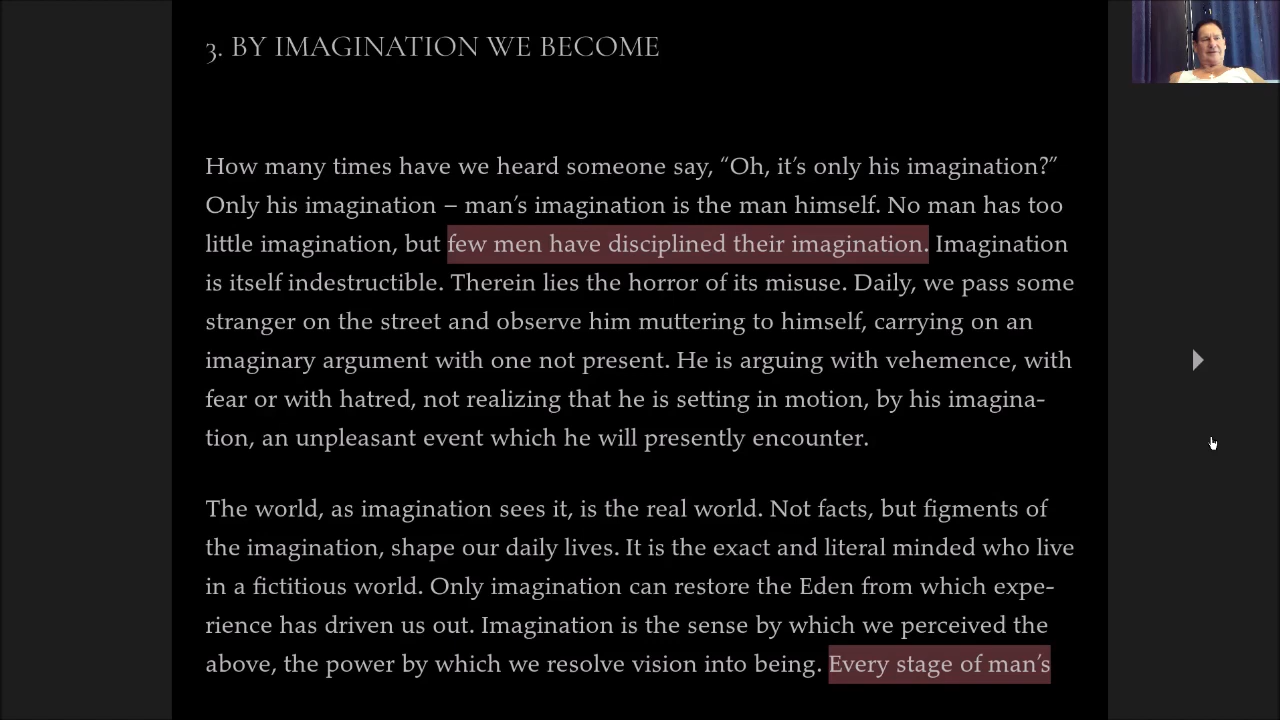 3. BY IMAGINATION WE BECOME
How many times have we heard someone say, “Oh, it’s only his imagination?”
Only his imagination – man’s imagination is the man himself. No man has too
little imagination, but few men have disciplined their imagination. Imagination
is itself indestructible. Therein lies the horror of its misuse. Daily, we pass some
stranger on the street and observe him muttering to himself, carrying on an
imaginary argument with one not present. He is arguing with vehemence, with
fear or with hatred, not realizing that he is setting in motion, by his imagina-
tion, an unpleasant event which he will presently encounter.
The world, as imagination sees it, is the real world. Not facts, but figments of
the imagination, shape our daily lives. It is the exact and literal minded who live
in a fictitious world. Only imagination can restore the Eden from which expe-
rience has driven us out. Imagination is the sense by which we perceived the
above, the power by which we resolve vision into being. Every stage of man’s